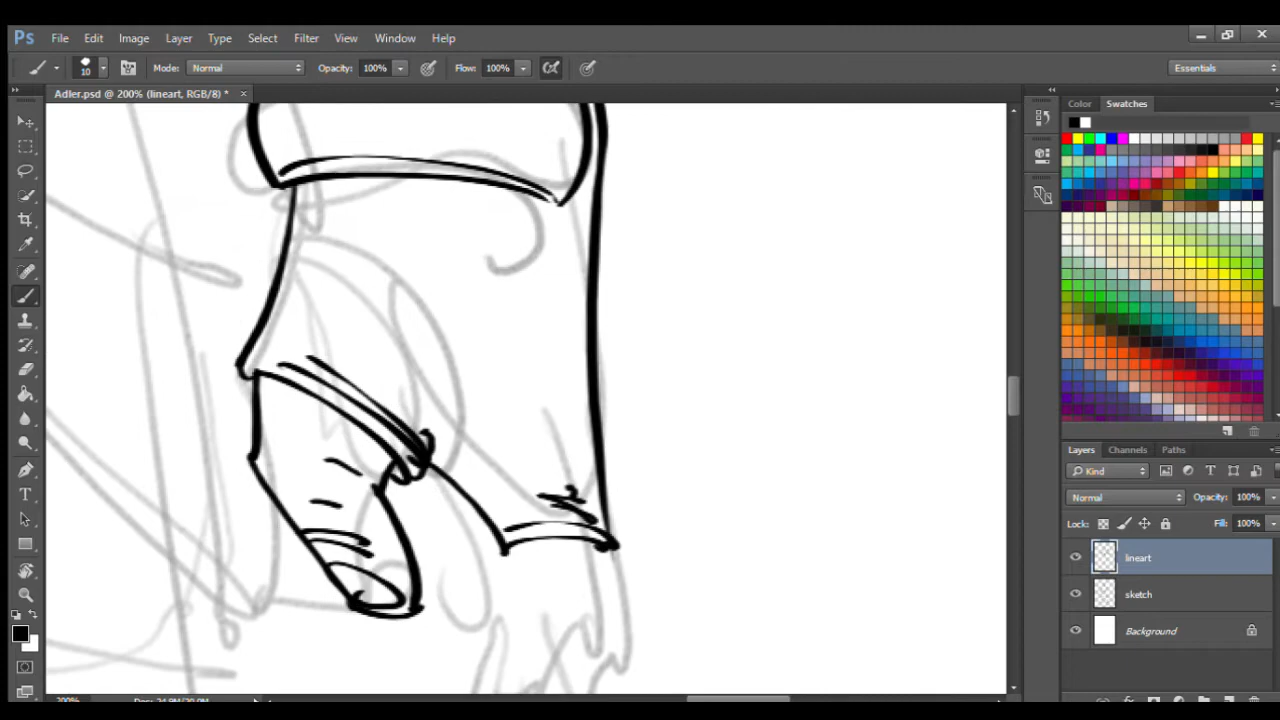 Ps File Edit Image Layer Type Select Filter View Window Help
10 Mode: Normal Opacity: 100% Flow: 100% Essentials
Adler.psd @ 200% (lineart, RGB/8) * ×
Color Swatches
Layers Channels Paths
Kind
Normal Opacity: 100%
Lock: Fill: 100%
lineart
sketch
Background
200%